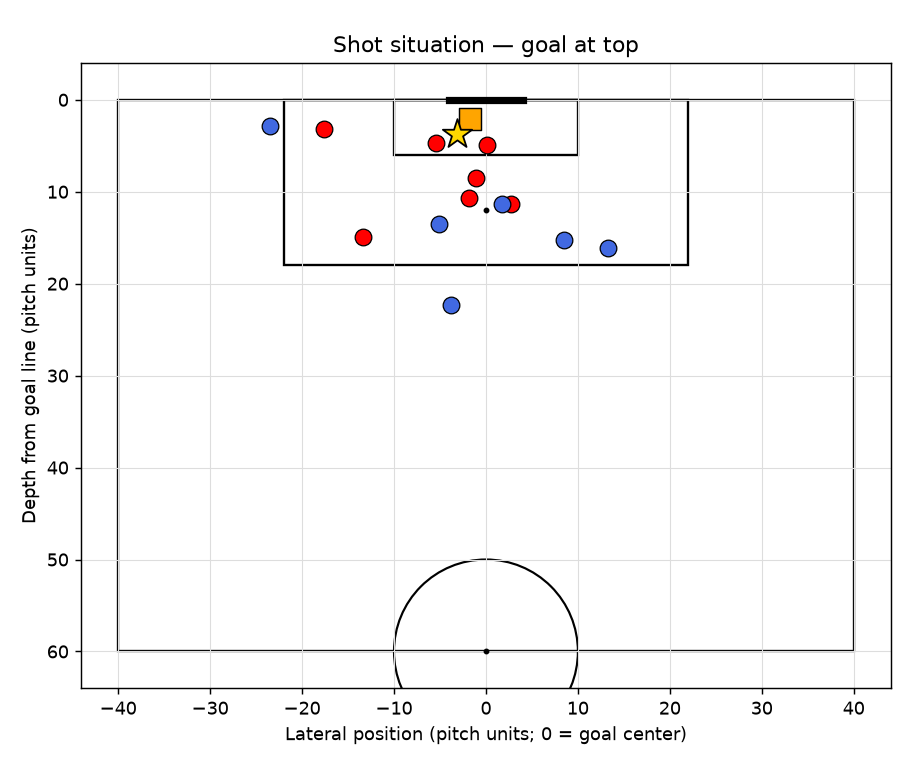 Shot situation — goal at top
0
10
20
30
40
50
60
Depth from goal line (pitch units)
−40 −30 −20 −10 0 10 20 30 40
Lateral position (pitch units; 0 = goal center)